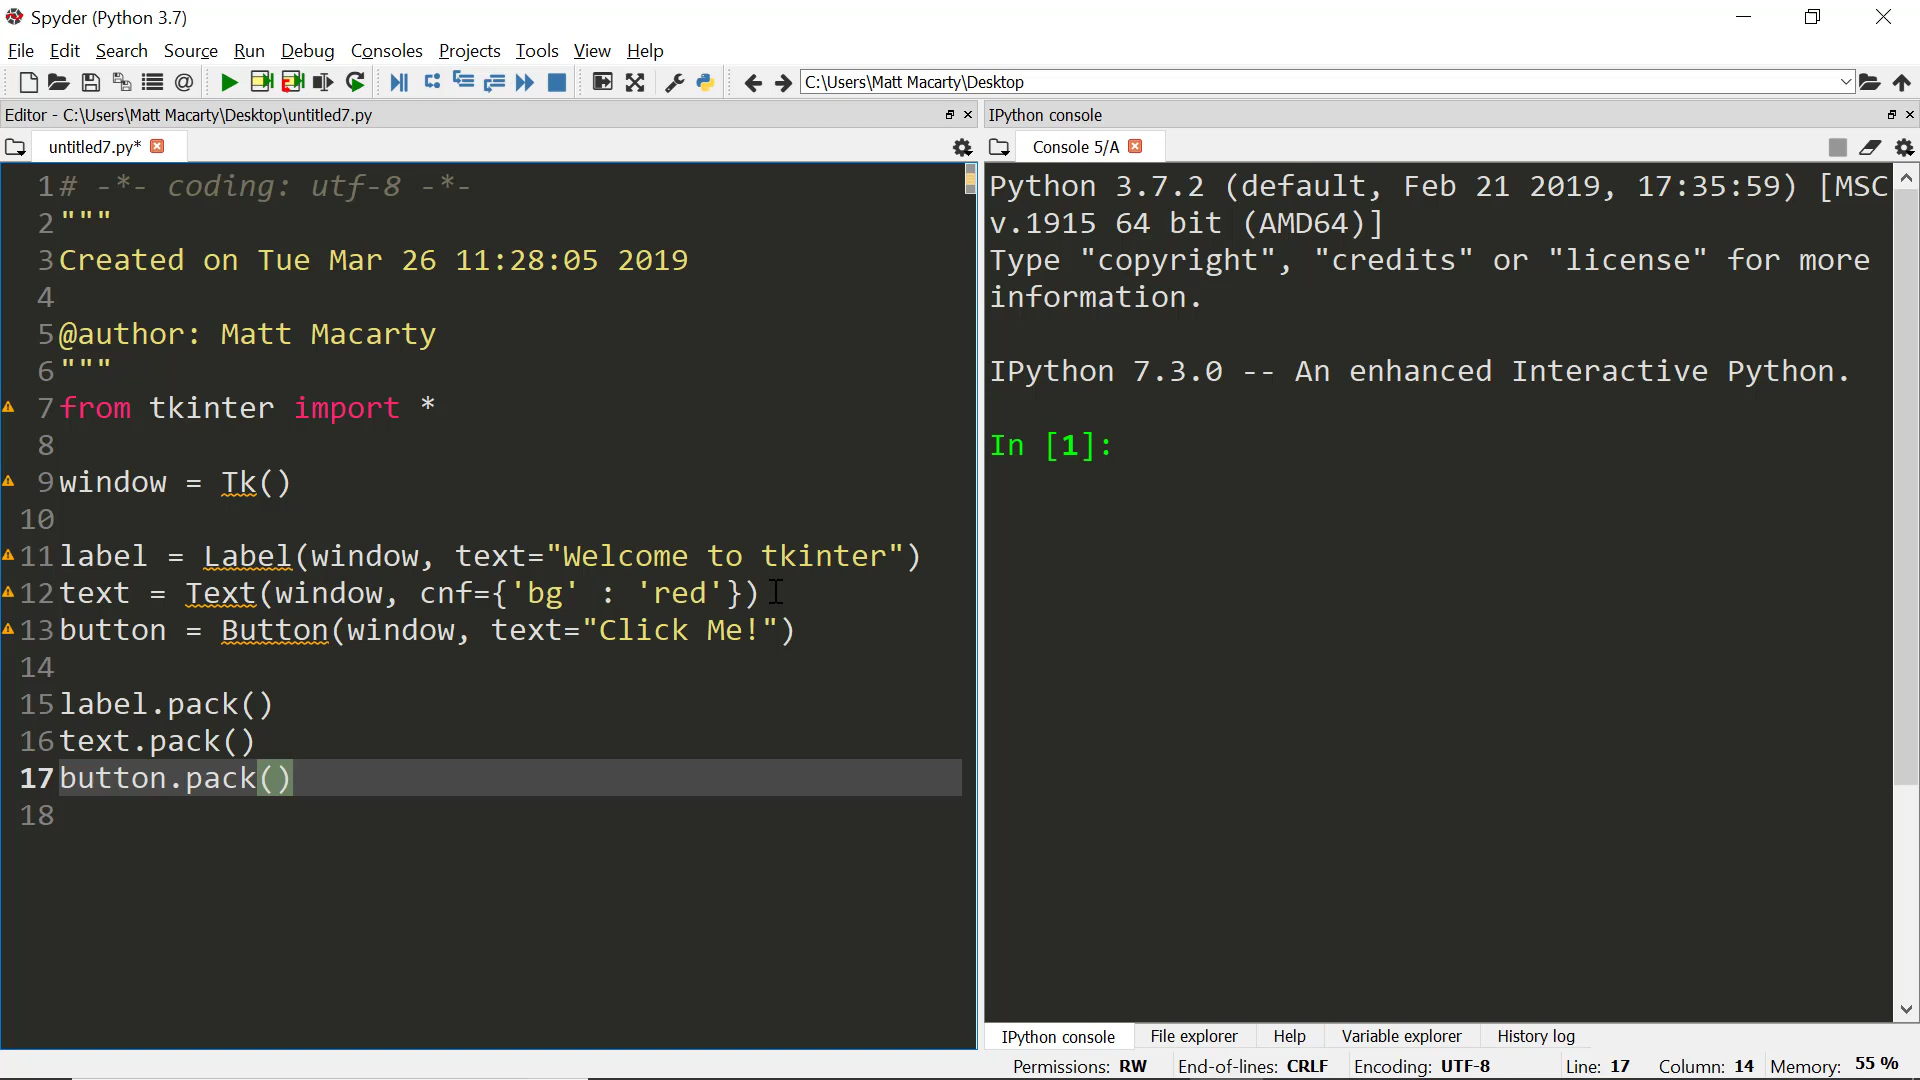 Spyder (Python 3.7)
File Edit Search Source Run Debug Consoles Projects Tools View Help
C:\Users\Matt Macarty\Desktop
Editor - C:\Users\Matt Macarty\Desktop\untitled7.py
untitled7.py*
1 # -*- coding: utf-8 -*-
2 """
3 Created on Tue Mar 26 11:28:05 2019
4
5 @author: Matt Macarty
6 """
7 from tkinter import *
8
9 window = Tk()
10
11 label = Label(window, text="Welcome to tkinter")
12 text = Text(window, cnf={'bg' : 'red'})
13 button = Button(window, text="Click Me!")
14
15 label.pack()
16 text.pack()
17 button.pack()
18
IPython console
Console 5/A
Python 3.7.2 (default, Feb 21 2019, 17:35:59) [MSC
v.1915 64 bit (AMD64)]
Type "copyright", "credits" or "license" for more
information.
IPython 7.3.0 -- An enhanced Interactive Python.
In [1]:
IPython console File explorer Help Variable explorer History log
Permissions: RW End-of-lines: CRLF Encoding: UTF-8 Line: 17 Column: 14 Memory: 55 %